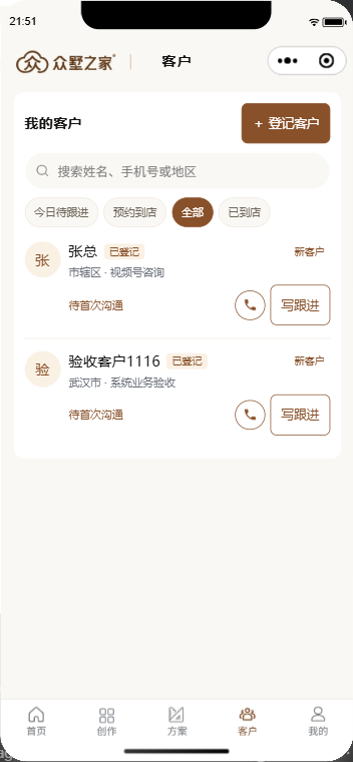 21:51
众墅之家
客户
我的客户
+ 登记客户
搜索姓名、手机号或地区
今日待跟进 预约到店 全部 已到店
张 张总 已登记 新客户
市辖区 · 视频号咨询
待首次沟通 写跟进
验 验收客户1116 已登记 新客户
武汉市 · 系统业务验收
待首次沟通 写跟进
首页 创作 方案 客户 我的